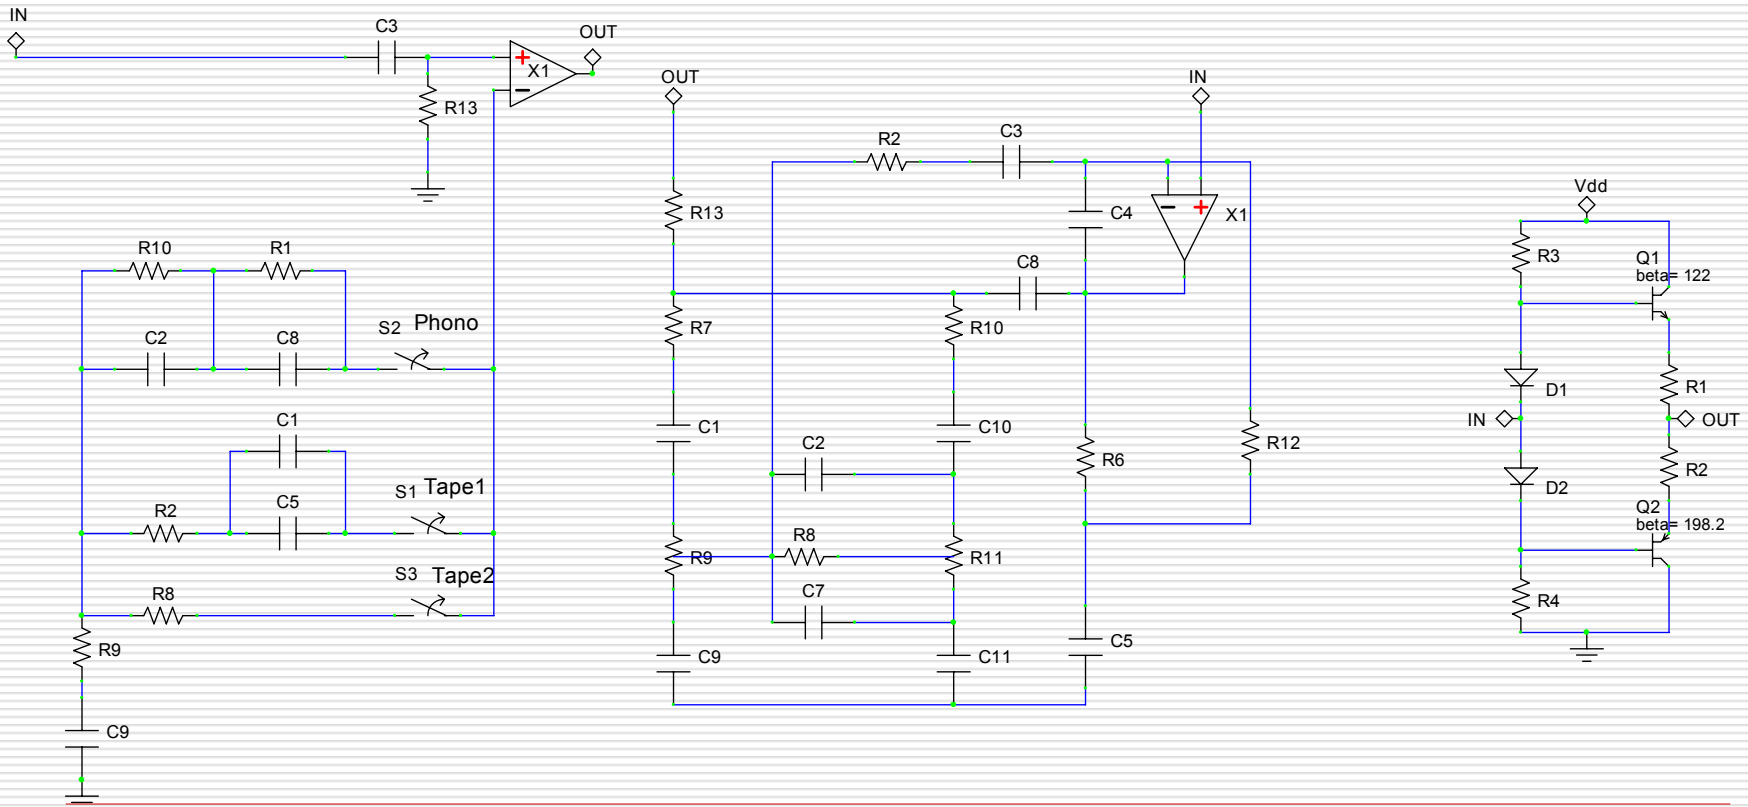 IN
C3
OUT
X1
R13
R10
R1
C2
C8
S2 Phono
C1
C5
R2
S1 Tape1
R8
S3 Tape2
R9
C9
OUT
IN
R2
C3
R13
C4
X1
C8
R7
R10
C1
C10
C2
R6
R12
R9
R8
R11
C7
C9
C11
C5
Vdd
R3
Q1
beta= 122
D1
R1
IN
OUT
D2
R2
Q2
beta= 198.2
R4